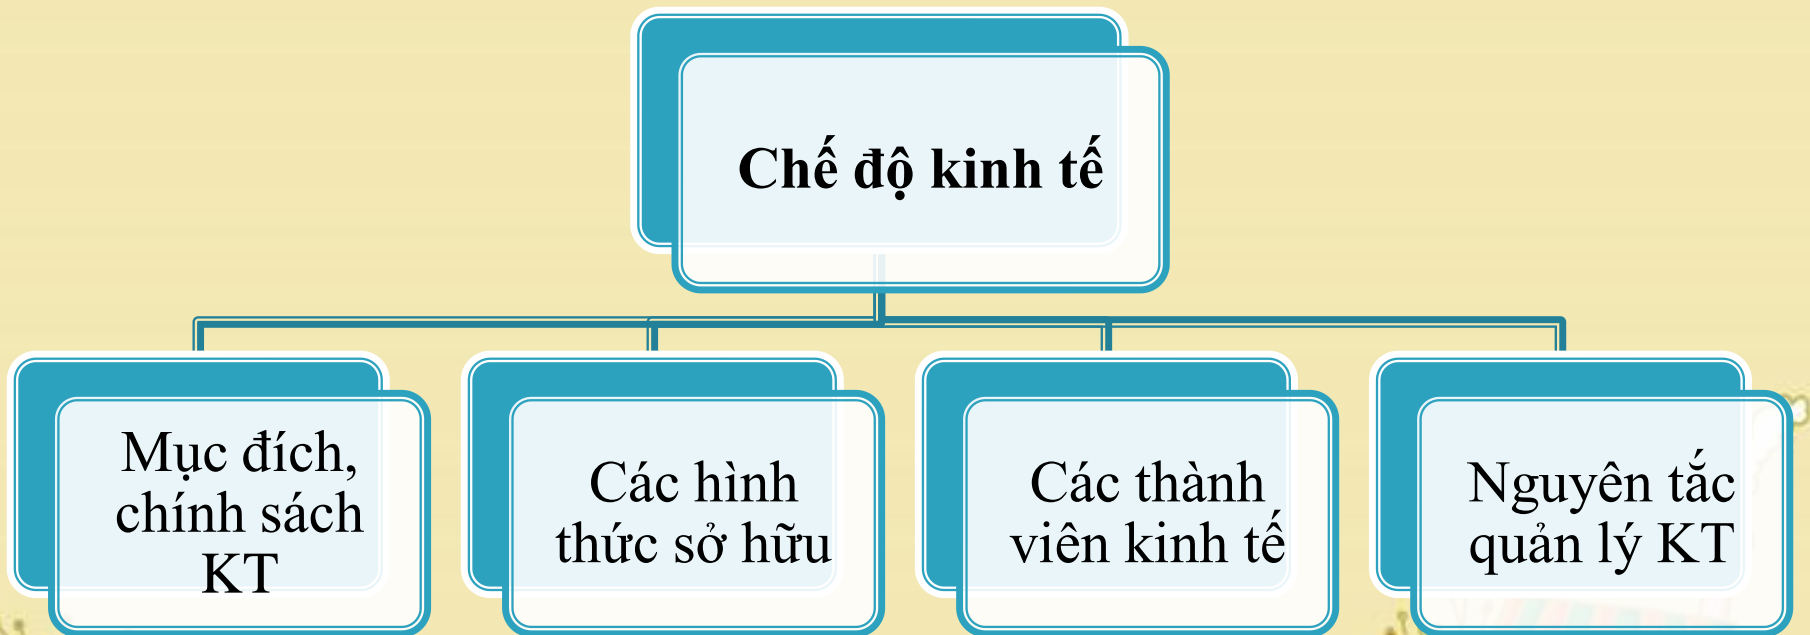 Chế độ kinh tế
Mục đích,
chính sách
KT
Các hình
thức sở hữu
Các thành
viên kinh tế
Nguyên tắc
quản lý KT